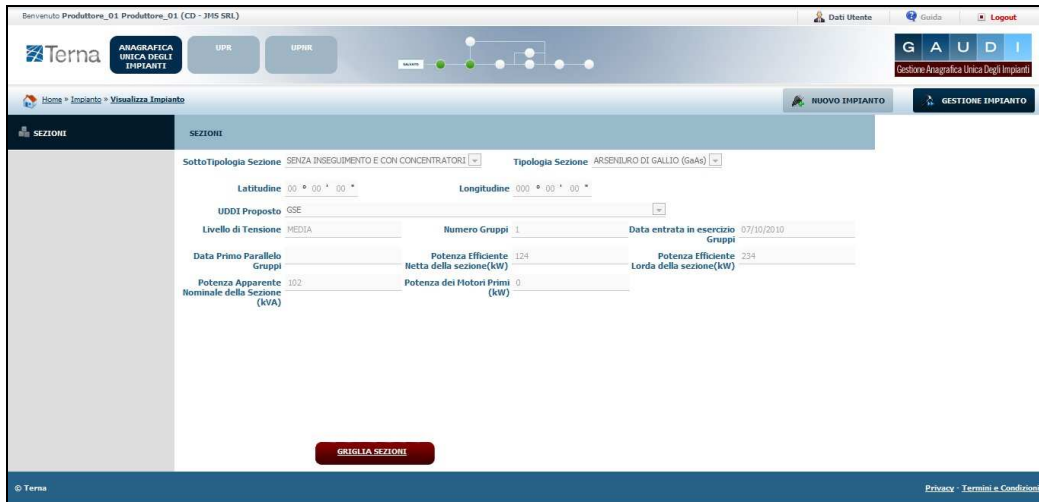 Benvenuto Produttore_01 Produttore_01 (CD - JMS SRL)
Dati Utente
Guida
Logout
Terna
ANAGRAFICA UNICA DEGLI IMPIANTI
UPR
UPNR
GAUDI
Gestione Anagrafica Unica Degli Impianti
Home » Impianto » Visualizza Impianto
NUOVO IMPIANTO
GESTIONE IMPIANTO
SEZIONI
SEZIONI
SottoTipologia Sezione SENZA INSEGUIMENTO E CON CONCENTRATORI
Tipologia Sezione ARSENIURO DI GALLIO (GaAs)
Latitudine 00 ° 00 ' 00 "
Longitudine 000 ° 00 ' 00 "
UDDI Proposto GSE
Livello di Tensione MEDIA
Numero Gruppi 1
Data entrata in esercizio Gruppi 07/10/2010
Data Primo Parallelo Gruppi
Potenza Efficiente Netta della sezione(kW) 124
Potenza Efficiente Lorda della sezione(kW) 234
Potenza Apparente Nominale della Sezione (kVA) 102
Potenza dei Motori Primi (kW) 0
GRIGLIA SEZIONI
© Terna
Privacy - Termini e Condizioni